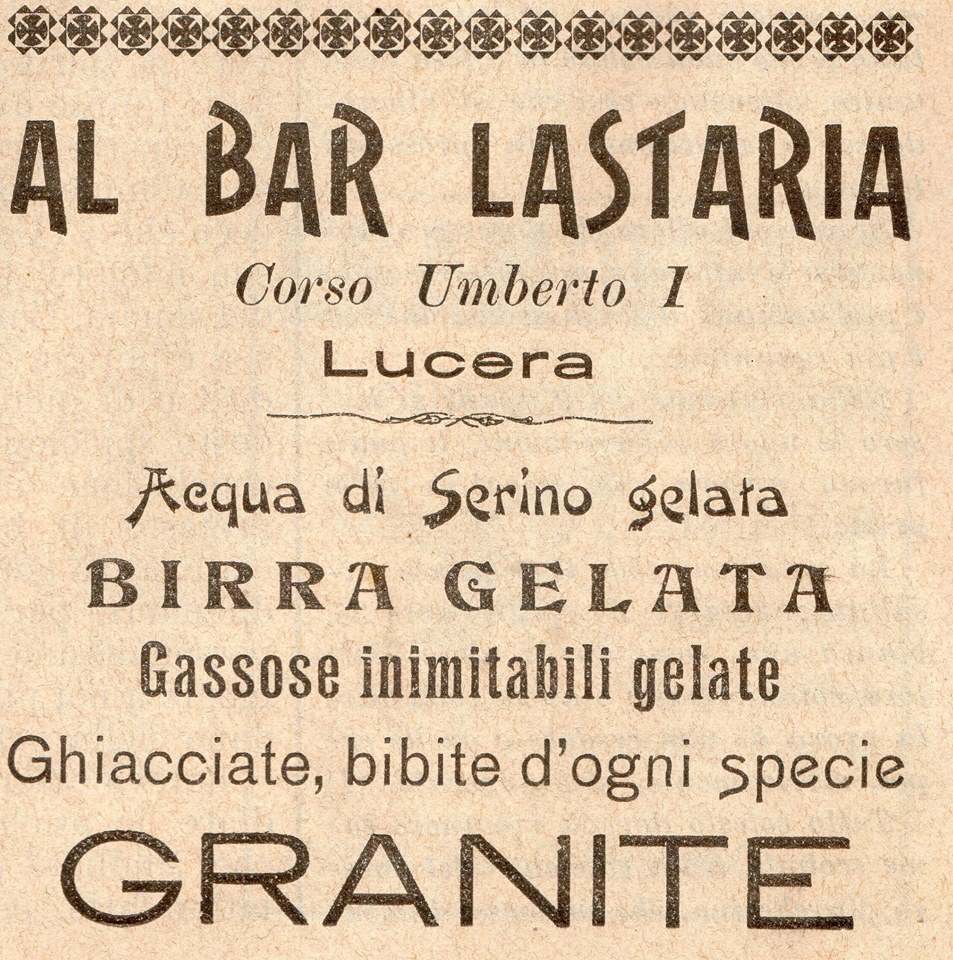 AL BAR LASTARIA
Corso Umberto I
Lucera
Acqua di Serino gelata
BIRRA GELATA
Gassose inimitabili gelate
Ghiacciate, bibite d'ogni specie
GRANITE